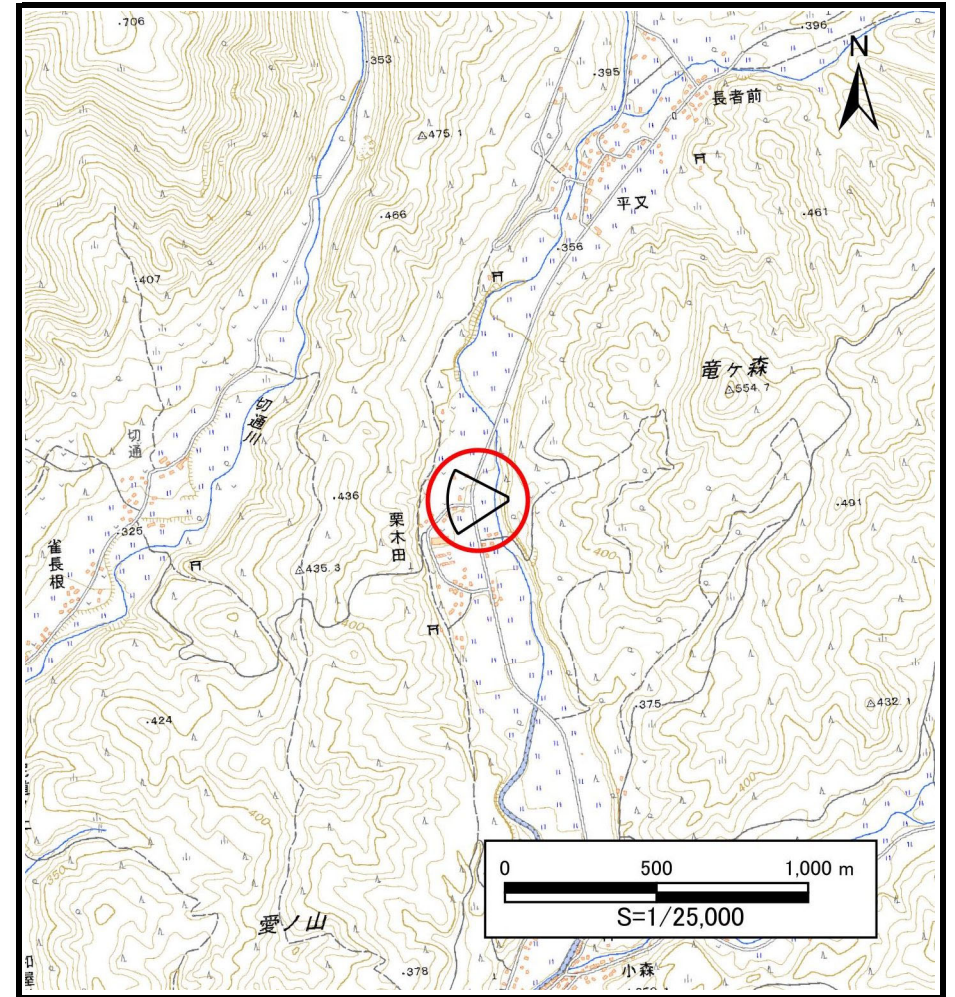 ・706
・353
・396
・395
N
長者前
△475.1
平又
・466
・461
・356
・407
竜ヶ森
△554.7
切通川
切通
・436
・491
栗木田
・325
雀長根
400
△435.3
400
・375
△432.1
・424
400
400
350
0 500 1,000 m
S=1/25,000
愛ノ山
・378
小森